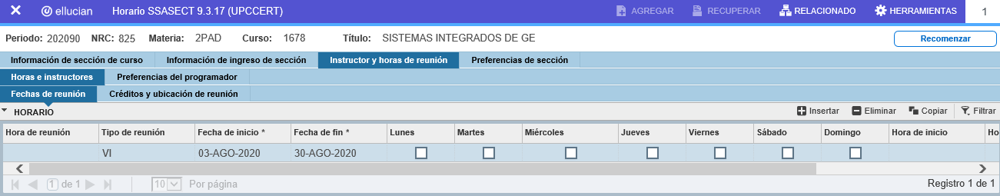 ✕ ellucian Horario SSASECT 9.3.17 (UPCCERT) AGREGAR RECUPERAR RELACIONADO HERRAMIENTAS 1
Periodo: 202090 NRC: 825 Materia: 2PAD Curso: 1678 Título: SISTEMAS INTEGRADOS DE GE Recomenzar
Información de sección de curso Información de ingreso de sección Instructor y horas de reunión Preferencias de sección
Horas e instructores Preferencias del programador
Fechas de reunión Créditos y ubicación de reunión
HORARIO Insertar Eliminar Copiar Filtrar
Hora de reunión Tipo de reunión Fecha de inicio * Fecha de fin * Lunes Martes Miércoles Jueves Viernes Sábado Domingo Hora de inicio Ho
VI 03-AGO-2020 30-AGO-2020
1 de 1 10 Por página Registro 1 de 1